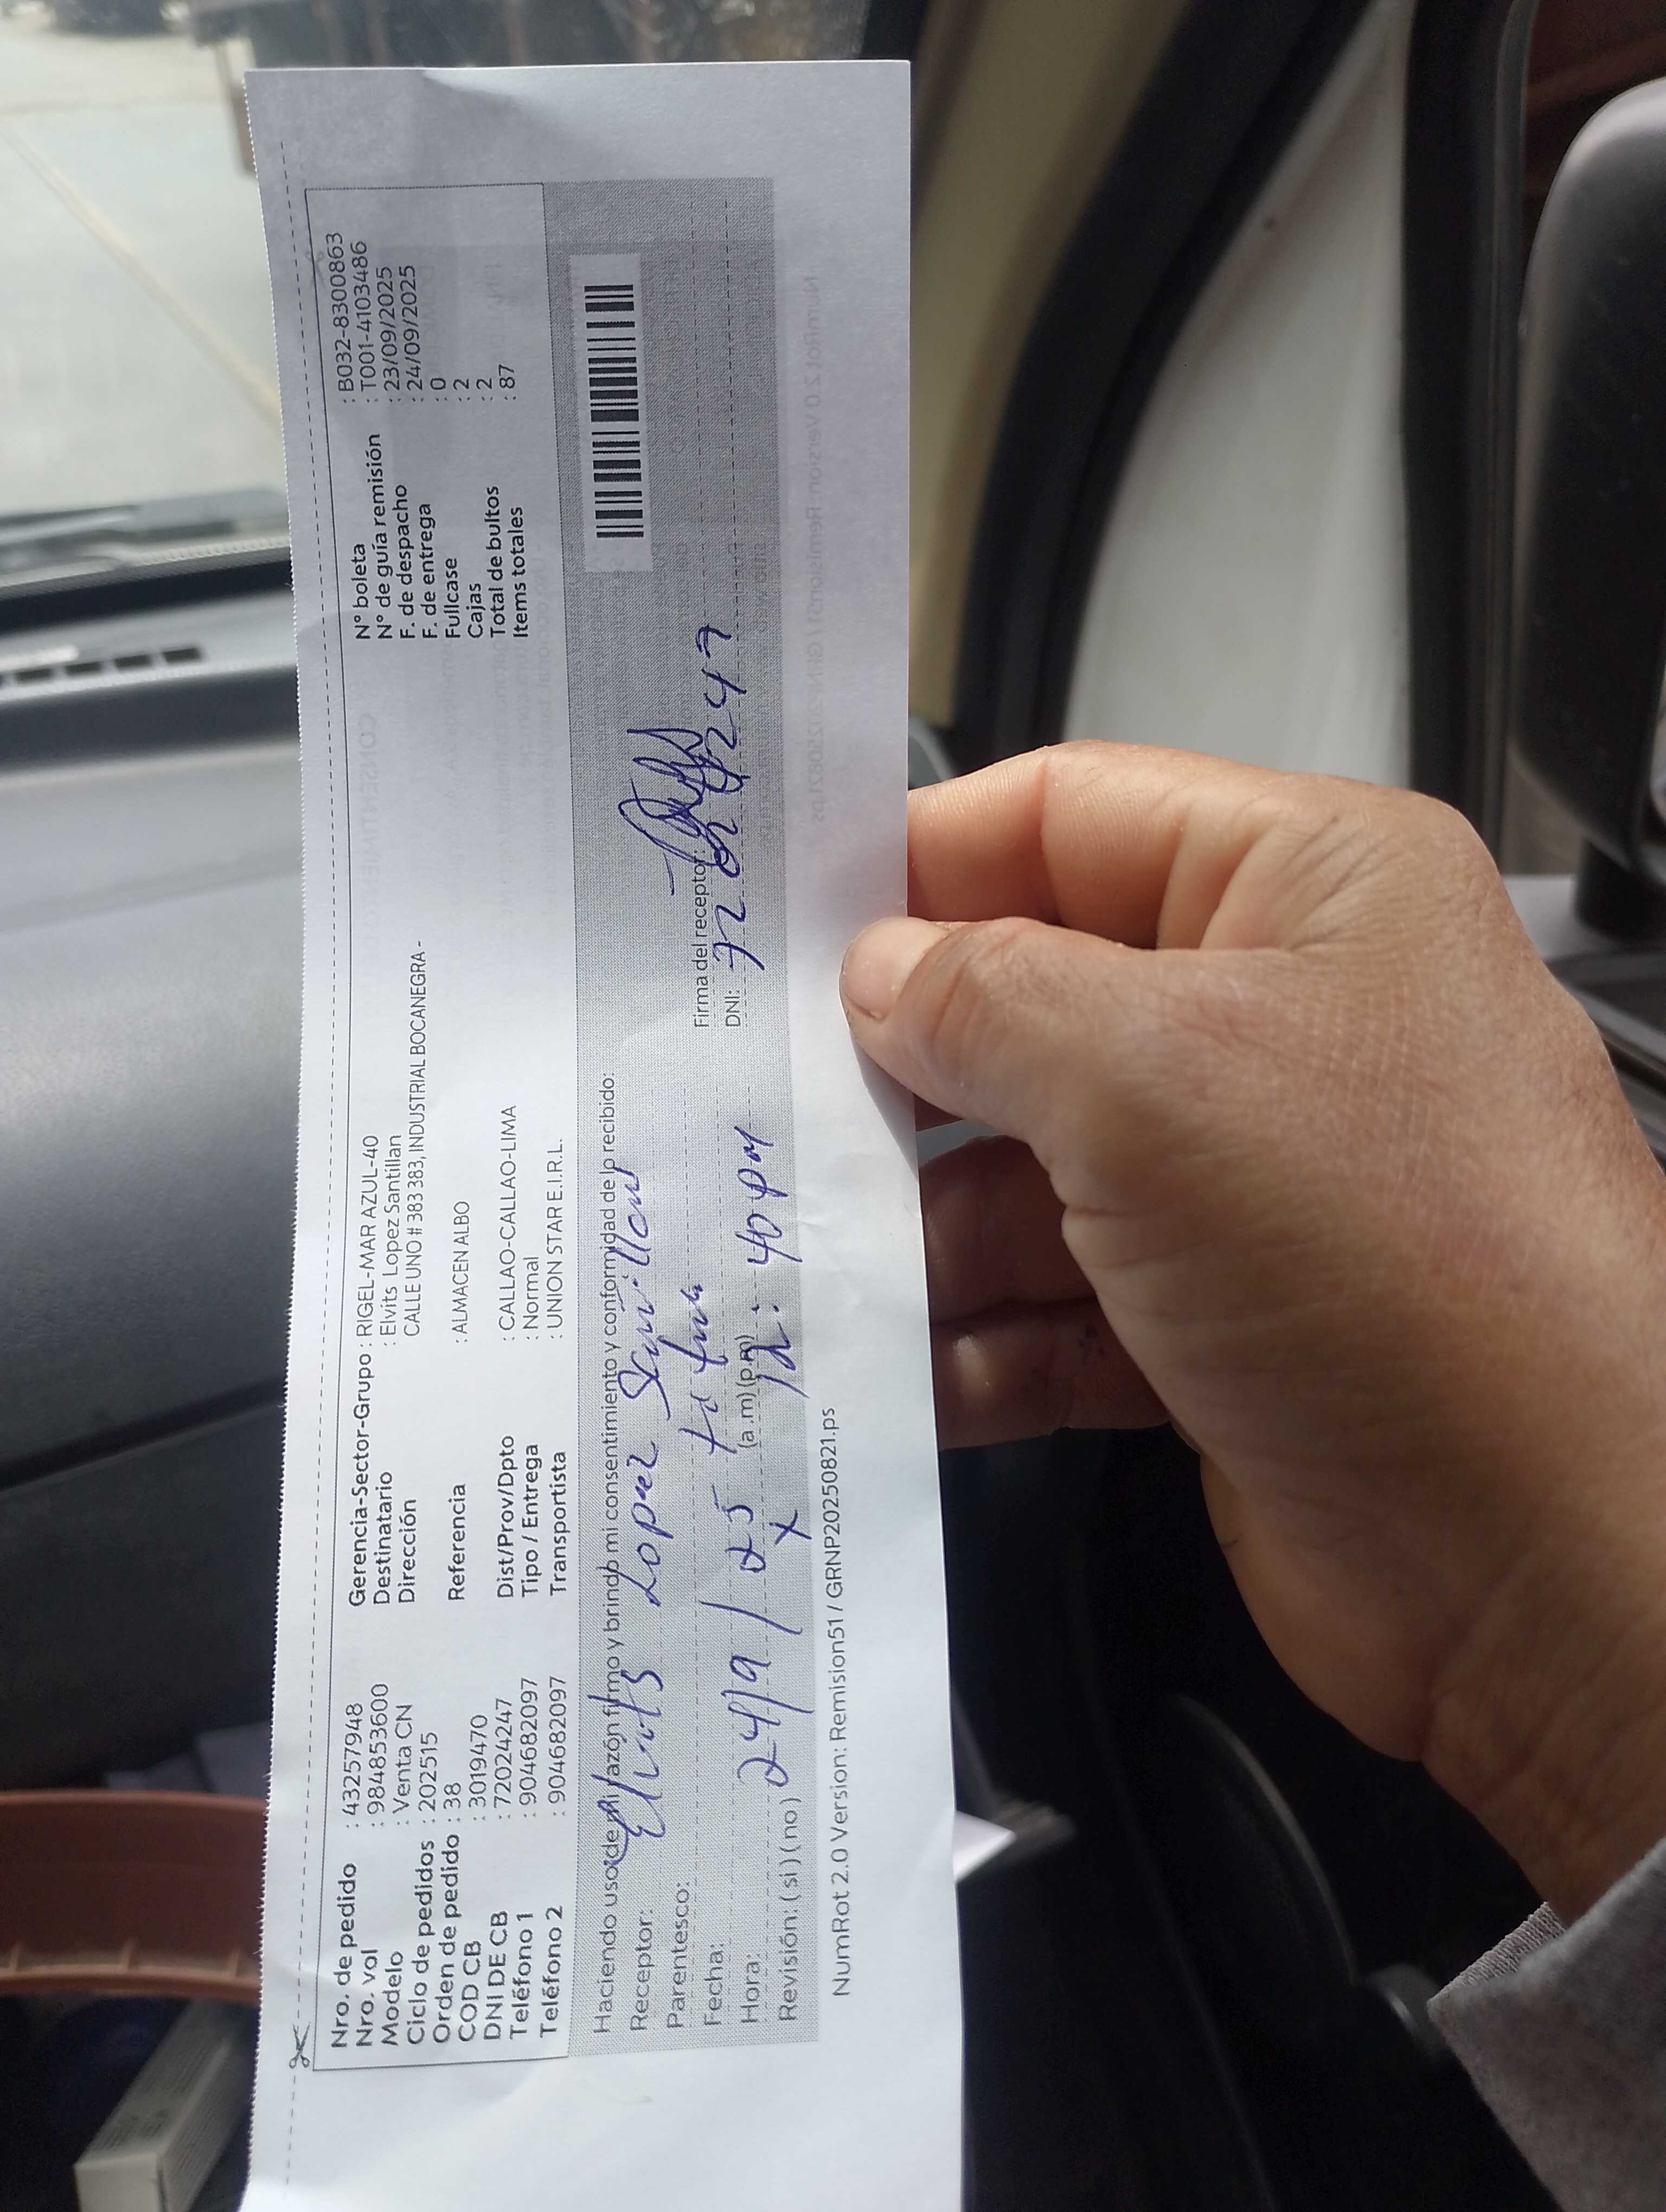 Nro. de pedido : 43257948
Nro. vol : 984853600
Modelo : Venta CN
Ciclo de pedidos : 202515
Orden de pedido : 38
COD CB : 3019470
DNI DE CB : 72024247
Teléfono 1 : 904682097
Teléfono 2 : 904682097
Gerencia-Sector-Grupo : RIGEL-MAR AZUL-40
Destinatario : Elvits Lopez Santillan
Dirección CALLE UNO # 383 383, INDUSTRIAL BOCANEGRA -
Referencia : ALMACEN ALBO
Dist/Prov/Dpto : CALLAO-CALLAO-LIMA
Tipo / Entrega : Normal
Transportista : UNION STAR E.I.R.L.
N° boleta : B032-8300863
N° de guía remisión : T001-4103486
F. de despacho : 23/09/2025
F. de entrega : 24/09/2025
Fullcase : 0
Cajas : 2
Total de bultos : 2
Items totales : 87
Haciendo uso de mi razón firmo y brindo mi consentimiento y conformidad de lo recibido:
Receptor: Elvits Lopez Santillan
Parentesco:
Fecha: 24/9/25
Hora: (a.m) (p.m) 12:40 pm
Revisión: ( si ) ( no ) X
Firma del receptor:
DNI: 72024247
NumRot 2.0 Version: Remision51 / GRNP20250821.ps